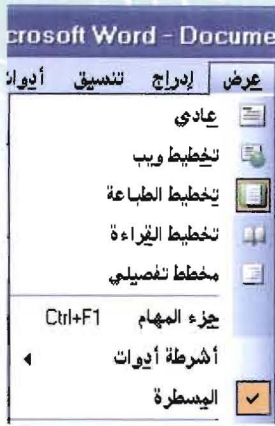 crosoft Word - Docume
عرض إدراج تنسيق أدوات
عادي
تخطيط ويب
تخطيط الطباعة
تخطيط القراءة
مخطط تفصيلي
جزء المهام Ctrl+F1
أشرطة أدوات
المسطرة